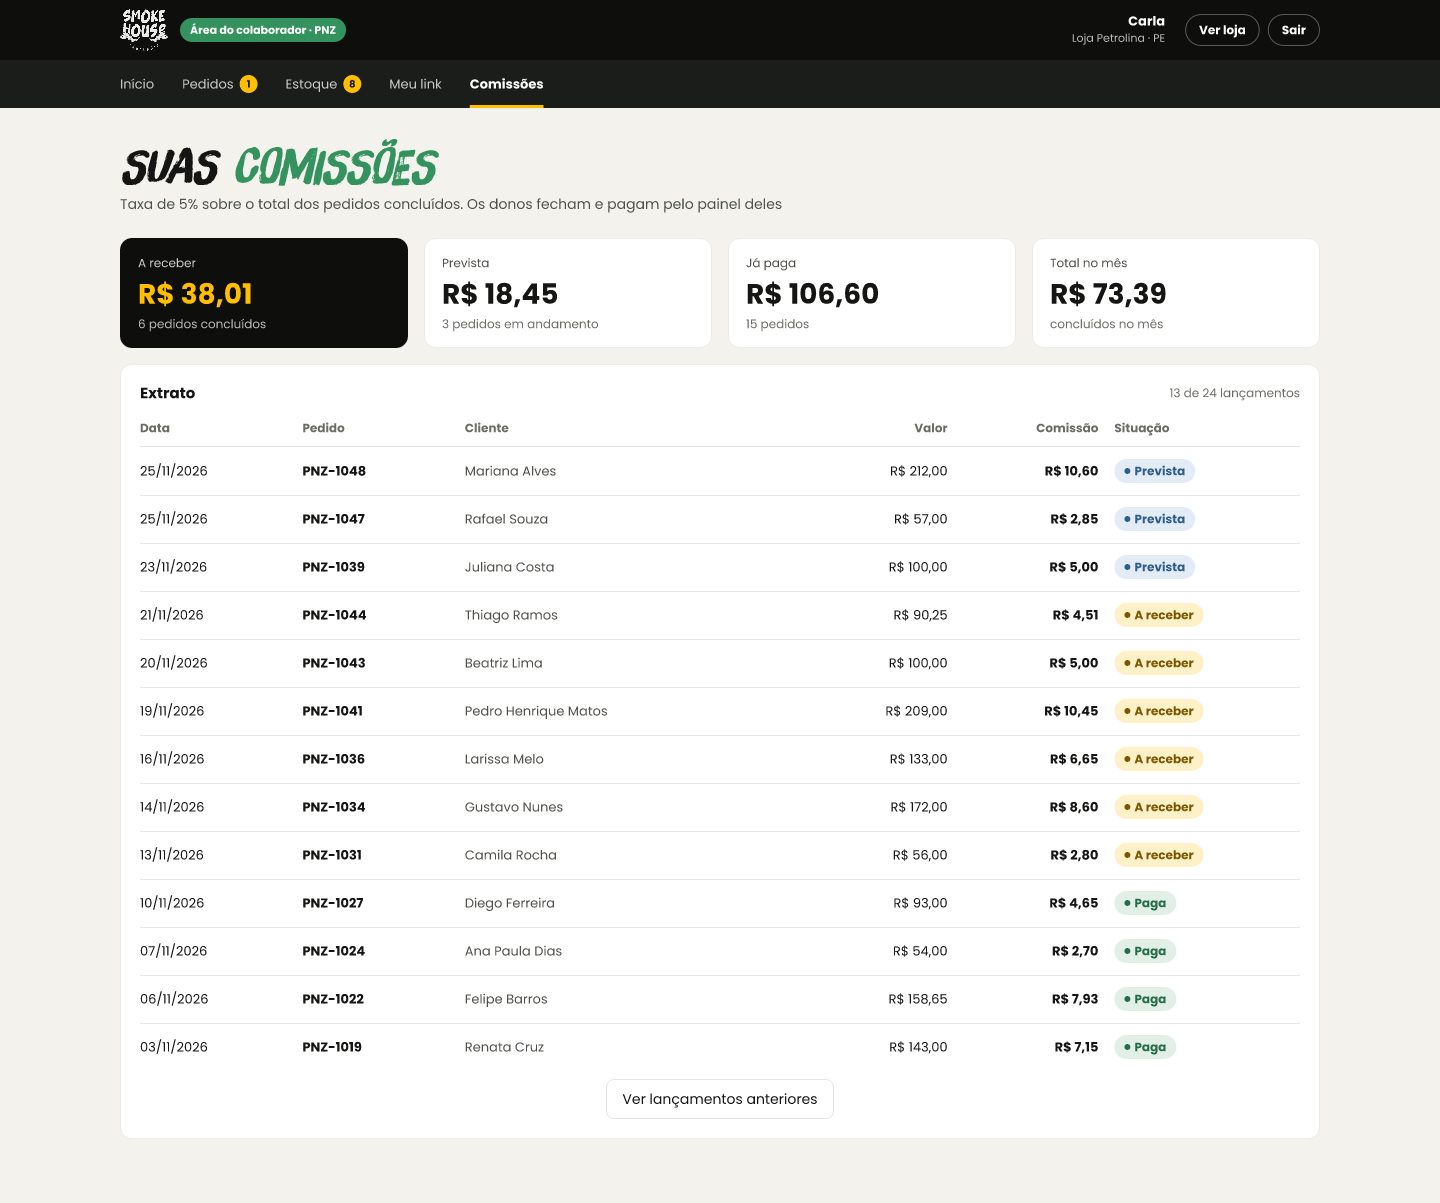 SMOKE
HOUSE
Área do colaborador · PNZ
Carla
Loja Petrolina · PE
Ver loja
Sair
Início
Pedidos 1
Estoque 8
Meu link
Comissões
SUAS COMISSÕES
Taxa de 5% sobre o total dos pedidos concluídos. Os donos fecham e pagam pelo painel deles
A receber
R$ 38,01
6 pedidos concluídos
Prevista
R$ 18,45
3 pedidos em andamento
Já paga
R$ 106,60
15 pedidos
Total no mês
R$ 73,39
concluídos no mês
Extrato
13 de 24 lançamentos
Data Pedido Cliente Valor Comissão Situação
25/11/2026 PNZ-1048 Mariana Alves R$ 212,00 R$ 10,60 Prevista
25/11/2026 PNZ-1047 Rafael Souza R$ 57,00 R$ 2,85 Prevista
23/11/2026 PNZ-1039 Juliana Costa R$ 100,00 R$ 5,00 Prevista
21/11/2026 PNZ-1044 Thiago Ramos R$ 90,25 R$ 4,51 A receber
20/11/2026 PNZ-1043 Beatriz Lima R$ 100,00 R$ 5,00 A receber
19/11/2026 PNZ-1041 Pedro Henrique Matos R$ 209,00 R$ 10,45 A receber
16/11/2026 PNZ-1036 Larissa Melo R$ 133,00 R$ 6,65 A receber
14/11/2026 PNZ-1034 Gustavo Nunes R$ 172,00 R$ 8,60 A receber
13/11/2026 PNZ-1031 Camila Rocha R$ 56,00 R$ 2,80 A receber
10/11/2026 PNZ-1027 Diego Ferreira R$ 93,00 R$ 4,65 Paga
07/11/2026 PNZ-1024 Ana Paula Dias R$ 54,00 R$ 2,70 Paga
06/11/2026 PNZ-1022 Felipe Barros R$ 158,65 R$ 7,93 Paga
03/11/2026 PNZ-1019 Renata Cruz R$ 143,00 R$ 7,15 Paga
Ver lançamentos anteriores